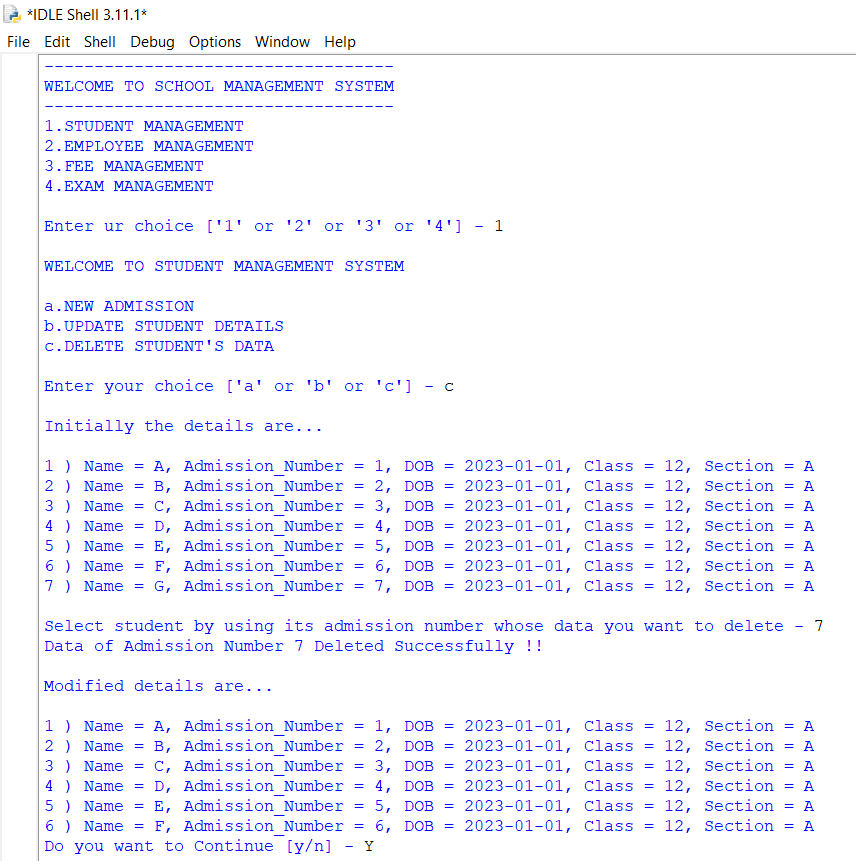 *IDLE Shell 3.11.1*
File Edit Shell Debug Options Window Help
-----------------------------------
WELCOME TO SCHOOL MANAGEMENT SYSTEM
-----------------------------------
1.STUDENT MANAGEMENT
2.EMPLOYEE MANAGEMENT
3.FEE MANAGEMENT
4.EXAM MANAGEMENT
Enter ur choice ['1' or '2' or '3' or '4'] - 1
WELCOME TO STUDENT MANAGEMENT SYSTEM
a.NEW ADMISSION
b.UPDATE STUDENT DETAILS
c.DELETE STUDENT'S DATA
Enter your choice ['a' or 'b' or 'c'] - c
Initially the details are...
1 ) Name = A, Admission_Number = 1, DOB = 2023-01-01, Class = 12, Section = A
2 ) Name = B, Admission_Number = 2, DOB = 2023-01-01, Class = 12, Section = A
3 ) Name = C, Admission_Number = 3, DOB = 2023-01-01, Class = 12, Section = A
4 ) Name = D, Admission_Number = 4, DOB = 2023-01-01, Class = 12, Section = A
5 ) Name = E, Admission_Number = 5, DOB = 2023-01-01, Class = 12, Section = A
6 ) Name = F, Admission_Number = 6, DOB = 2023-01-01, Class = 12, Section = A
7 ) Name = G, Admission_Number = 7, DOB = 2023-01-01, Class = 12, Section = A
Select student by using its admission number whose data you want to delete - 7
Data of Admission Number 7 Deleted Successfully !!
Modified details are...
1 ) Name = A, Admission_Number = 1, DOB = 2023-01-01, Class = 12, Section = A
2 ) Name = B, Admission_Number = 2, DOB = 2023-01-01, Class = 12, Section = A
3 ) Name = C, Admission_Number = 3, DOB = 2023-01-01, Class = 12, Section = A
4 ) Name = D, Admission_Number = 4, DOB = 2023-01-01, Class = 12, Section = A
5 ) Name = E, Admission_Number = 5, DOB = 2023-01-01, Class = 12, Section = A
6 ) Name = F, Admission_Number = 6, DOB = 2023-01-01, Class = 12, Section = A
Do you want to Continue [y/n] - Y